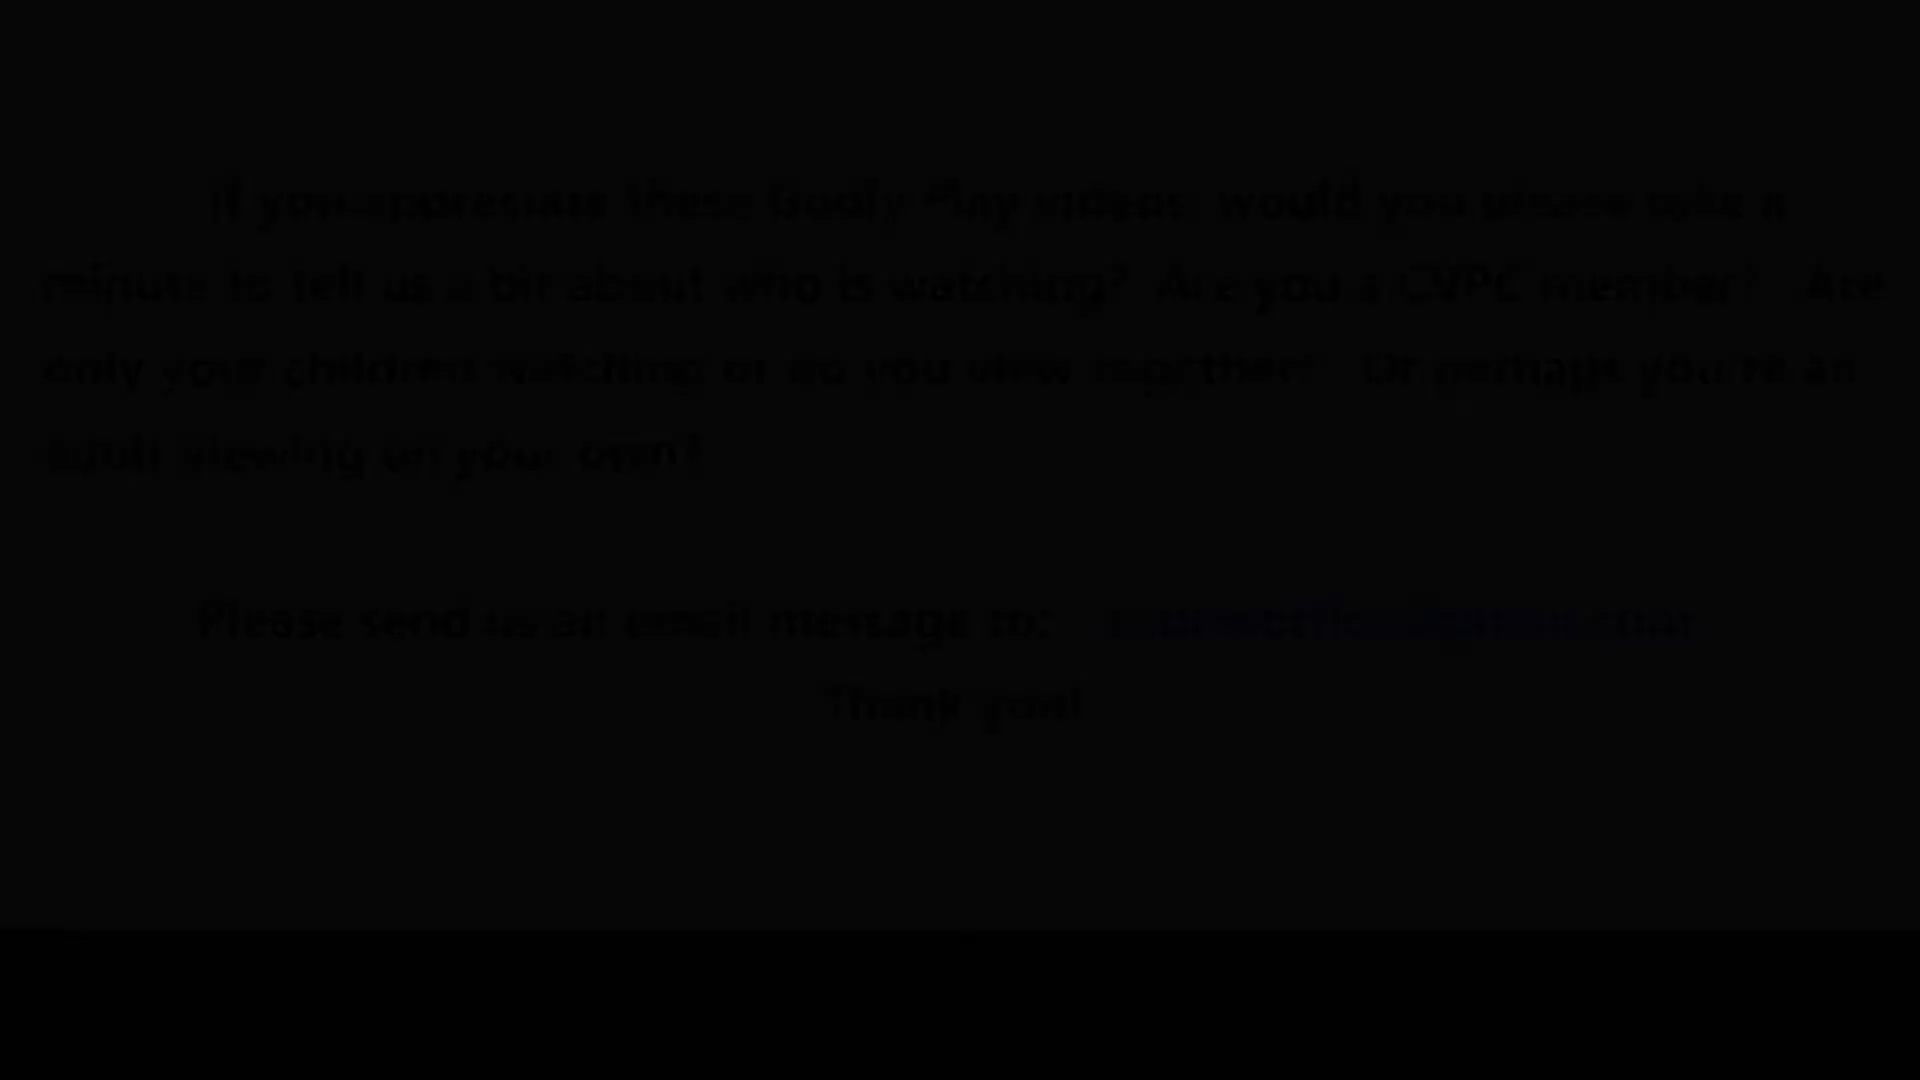 If you appreciate these Godly Play videos, would you please take a
minute to tell us a bit about who is watching? Are you a CVPC member? Are
only your children watching or do you view together? Or perhaps you're an
adult viewing on your own?
Please send us an email message to:
Thank you!